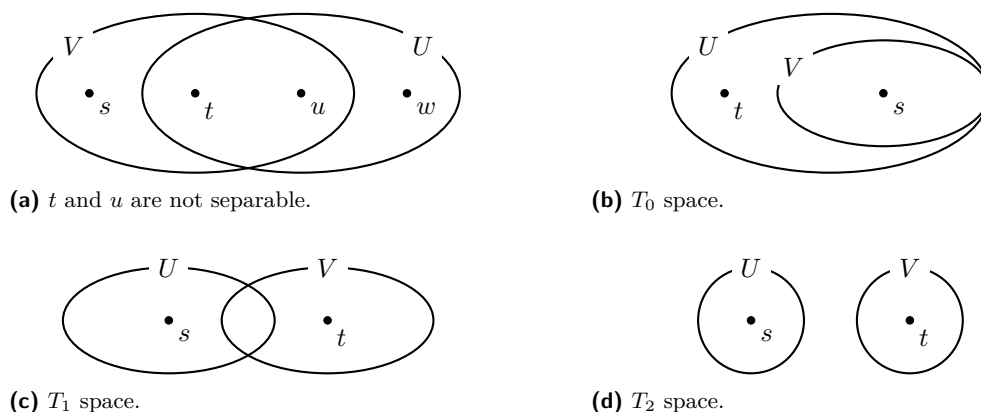 V U
s t u w
(a) t and u are not separable.
U
V
t s
(b) T₀ space.
U V
s t
(c) T₁ space.
U V
s t
(d) T₂ space.